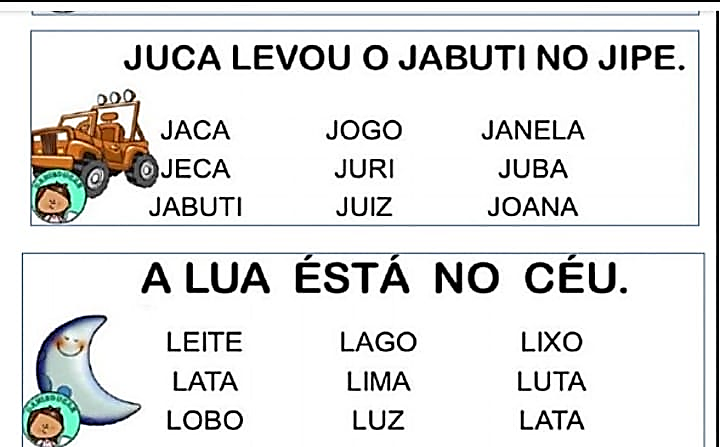 JUCA LEVOU O JABUTI NO JIPE.
JACA JOGO JANELA
JECA JURI JUBA
JABUTI JUIZ JOANA
A LUA ÉSTÁ NO CÉU.
LEITE LAGO LIXO
LATA LIMA LUTA
LOBO LUZ LATA